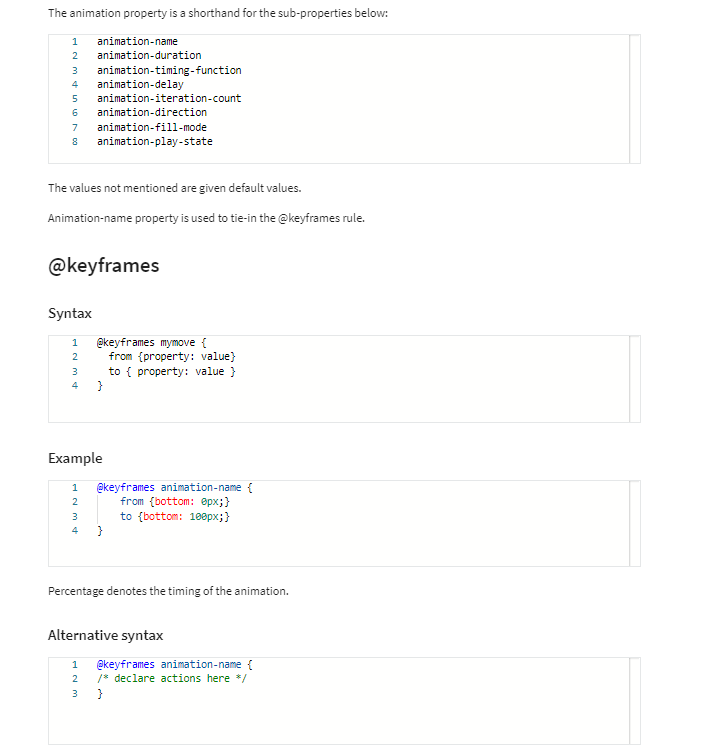 The animation property is a shorthand for the sub-properties below:
1 animation-name
2 animation-duration
3 animation-timing-function
4 animation-delay
5 animation-iteration-count
6 animation-direction
7 animation-fill-mode
8 animation-play-state
The values not mentioned are given default values.
Animation-name property is used to tie-in the @keyframes rule.
@keyframes
Syntax
1 @keyframes mymove {
2 from {property: value}
3 to { property: value }
4 }
Example
1 @keyframes animation-name {
2 from {bottom: 0px;}
3 to {bottom: 100px;}
4 }
Percentage denotes the timing of the animation.
Alternative syntax
1 @keyframes animation-name {
2 /* declare actions here */
3 }